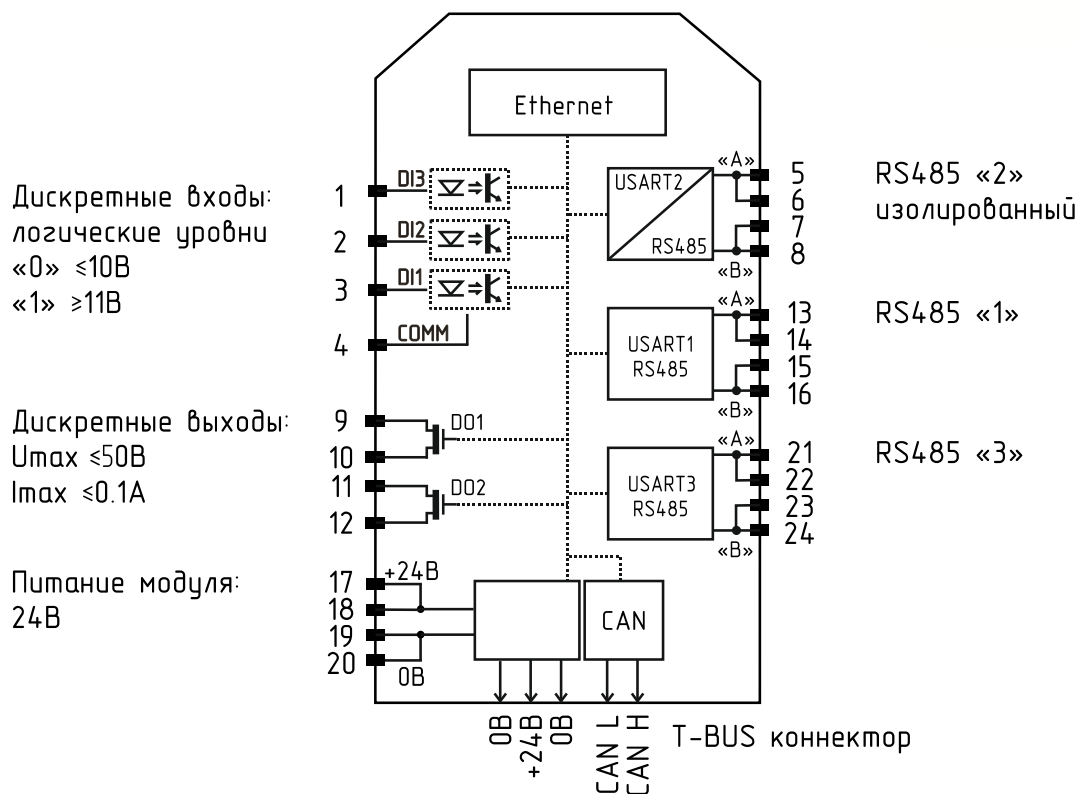 Ethernet
Дискретные входы:
логические уровни
«0» ≤10В
«1» ≥11В
1
2
3
4
DI3
DI2
DI1
COMM
USART2
RS485
«А»
«В»
5
6
7
8
RS485 «2»
изолированный
USART1
RS485
«А»
«В»
13
14
15
16
RS485 «1»
Дискретные выходы:
Umax ≤50В
Imax ≤0.1А
9
10
11
12
DO1
DO2
USART3
RS485
«А»
«В»
21
22
23
24
RS485 «3»
Питание модуля:
24В
17
18
19
20
+24В
0В
CAN
0В
+24В
0В
CAN L
CAN H
T-BUS коннектор